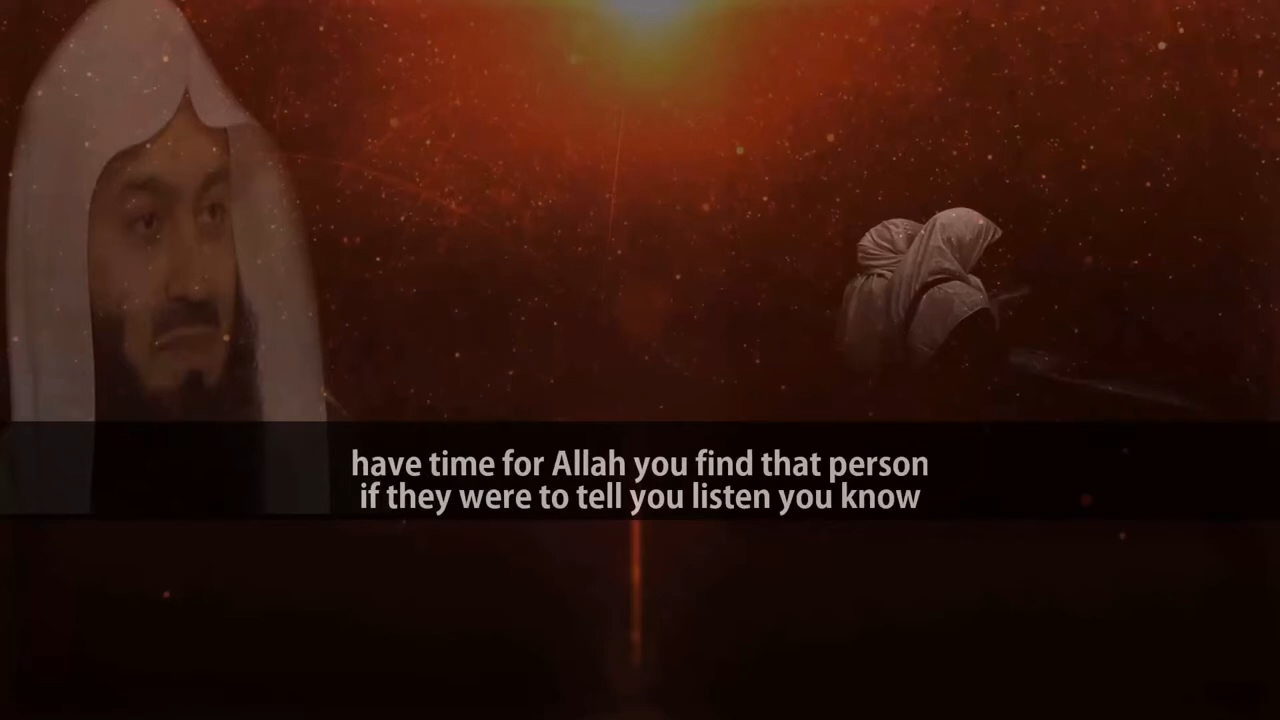 have time for Allah you find that person
if they were to tell you listen you know